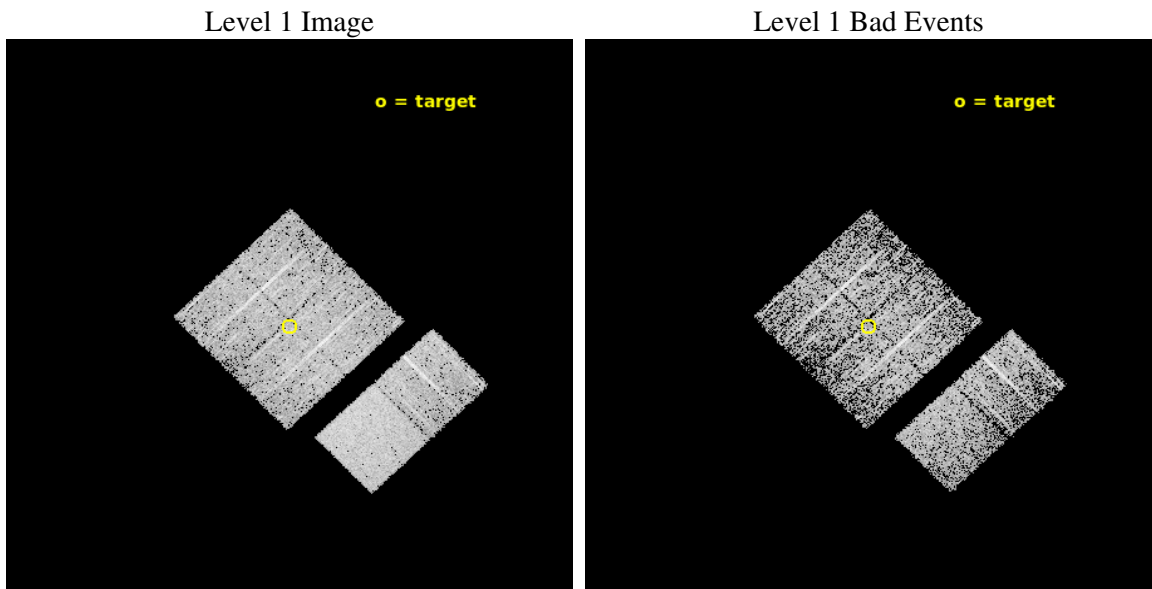 Level 1 Image
Level 1 Bad Events
o = target
o = target